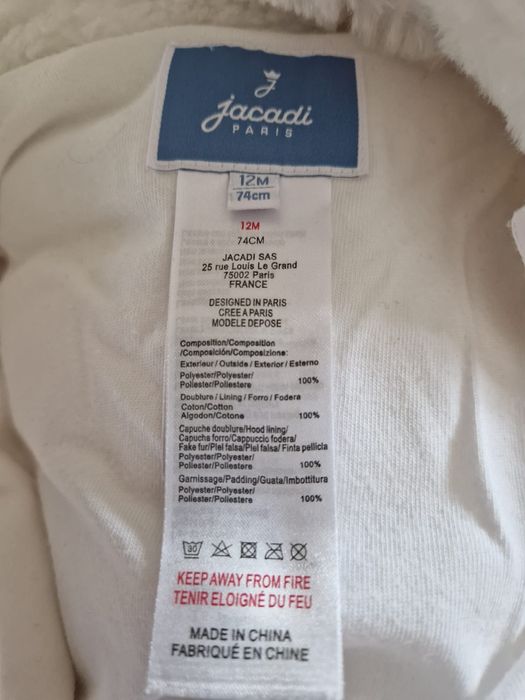 jacadi
PARIS
12M
74cm
12M
74CM
JACADI SAS
25 rue Louis Le Grand
75002 Paris
FRANCE
DESIGNED IN PARIS
CREE A PARIS
MODELE DEPOSE
Composition/Composition
/Composición/Composizione:
Exterieur / Outside / Exterior / Esterno
Polyester/Polyester/
Poliester/Poliestere 100%
Doublure / Lining / Forro / Fodera
Coton/Cotton
Algodon/Cotone 100%
Capuche doublure/Hood lining/
Capucha forro/Cappuccio fodera/
Fake fur/Piel falsa/Piel falsa/ Finta pellicia
Polyester/Polyester/
Poliester/Poliestere 100%
Garnissage/Padding/Guata/Imbottitura
Polyester/Polyester/
Poliester/Poliestere 100%
30
KEEP AWAY FROM FIRE
TENIR ELOIGNÉ DU FEU
MADE IN CHINA
FABRIQUÉ EN CHINE